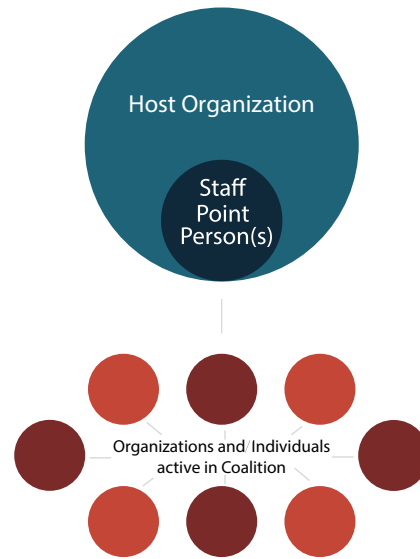 Host Organization
Staff
Point
Person(s)
Organizations and/Individuals
active in Coalition